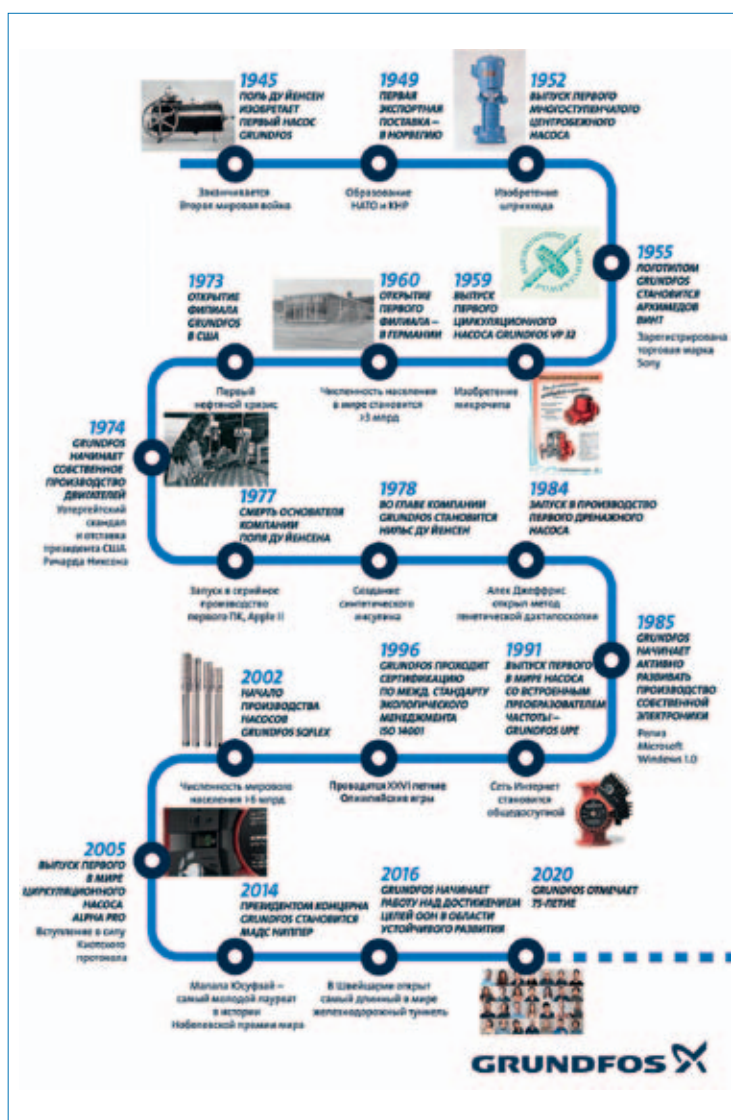 1945
ПОЛЬ ДУ ЙЕНСЕН
ИЗОБРЕТАЕТ
ПЕРВЫЙ НАСОС
GRUNDFOS
Заканчивается
Вторая мировая война
1949
ПЕРВАЯ
ЭКСПОРТНАЯ
ПОСТАВКА –
В НОРВЕГИЮ
Образование
НАТО и КНР
1952
ВЫПУСК ПЕРВОГО
МНОГОСТУПЕНЧАТОГО
ЦЕНТРОБЕЖНОГО
НАСОСА
Изобретение
штрихкода
1955
ЛОГОТИПОМ
GRUNDFOS
СТАНОВИТСЯ
АРХИМЕДОВ
ВИНТ
Зарегистрирована
торговая марка
Sony
1959
ВЫПУСК
ПЕРВОГО
ЦИРКУЛЯЦИОННОГО
НАСОСА GRUNDFOS VP 32
Изобретение
микрочипа
1960
ОТКРЫТИЕ
ПЕРВОГО
ФИЛИАЛА –
В ГЕРМАНИИ
Численность населения
в мире становится
>3 млрд
1973
ОТКРЫТИЕ
ФИЛИАЛА
GRUNDFOS
В США
Первый
нефтяной кризис
1974
GRUNDFOS
НАЧИНАЕТ
СОБСТВЕННОЕ
ПРОИЗВОДСТВО
ДВИГАТЕЛЕЙ
Уотергейтский
скандал
и отставка
президента США
Ричарда Никсона
1977
СМЕРТЬ ОСНОВАТЕЛЯ
КОМПАНИИ
ПОЛЯ ДУ ЙЕНСЕНА
Запуск в серийное
производство
первого ПК, Apple II
1978
ВО ГЛАВЕ КОМПАНИИ
GRUNDFOS СТАНОВИТСЯ
НИЛЬС ДУ ЙЕНСЕН
Создание
синтетического
инсулина
1984
ЗАПУСК В ПРОИЗВОДСТВО
ПЕРВОГО ДРЕНАЖНОГО
НАСОСА
Алек Джеффрис
открыл метод
генетической дактилоскопии
1985
GRUNDFOS
НАЧИНАЕТ
АКТИВНО
РАЗВИВАТЬ
ПРОИЗВОДСТВО
СОБСТВЕННОЙ
ЭЛЕКТРОНИКИ
Релиз
Microsoft
Windows 1.0
1991
ВЫПУСК ПЕРВОГО
В МИРЕ НАСОСА
СО ВСТРОЕННЫМ
ПРЕОБРАЗОВАТЕЛЕМ
ЧАСТОТЫ –
GRUNDFOS UPE
Сеть Интернет
становится
общедоступной
1996
GRUNDFOS ПРОХОДИТ
СЕРТИФИКАЦИЮ
ПО МЕЖД. СТАНДАРТУ
ЭКОЛОГИЧЕСКОГО
МЕНЕДЖМЕНТА
ISO 14001
Проводятся XXVI летние
Олимпийские игры
2002
НАЧАЛО
ПРОИЗВОДСТВА
НАСОСОВ
GRUNDFOS SQFLEX
Численность мирового
населения >6 млрд
2005
ВЫПУСК ПЕРВОГО
В МИРЕ
ЦИРКУЛЯЦИОННОГО
НАСОСА
ALPHA PRO
Вступление в силу
Киотского
протокола
2014
ПРЕЗИДЕНТОМ КОНЦЕРНА
GRUNDFOS СТАНОВИТСЯ
МАДС НИППЕР
Малала Юсуфзай –
самый молодой лауреат
в истории
Нобелевской премии мира
2016
GRUNDFOS НАЧИНАЕТ
РАБОТУ НАД ДОСТИЖЕНИЕМ
ЦЕЛЕЙ ООН В ОБЛАСТИ
УСТОЙЧИВОГО РАЗВИТИЯ
В Швейцарии открыт
самый длинный в мире
железнодорожный туннель
2020
GRUNDFOS ОТМЕЧАЕТ
75-ЛЕТИЕ
GRUNDFOS